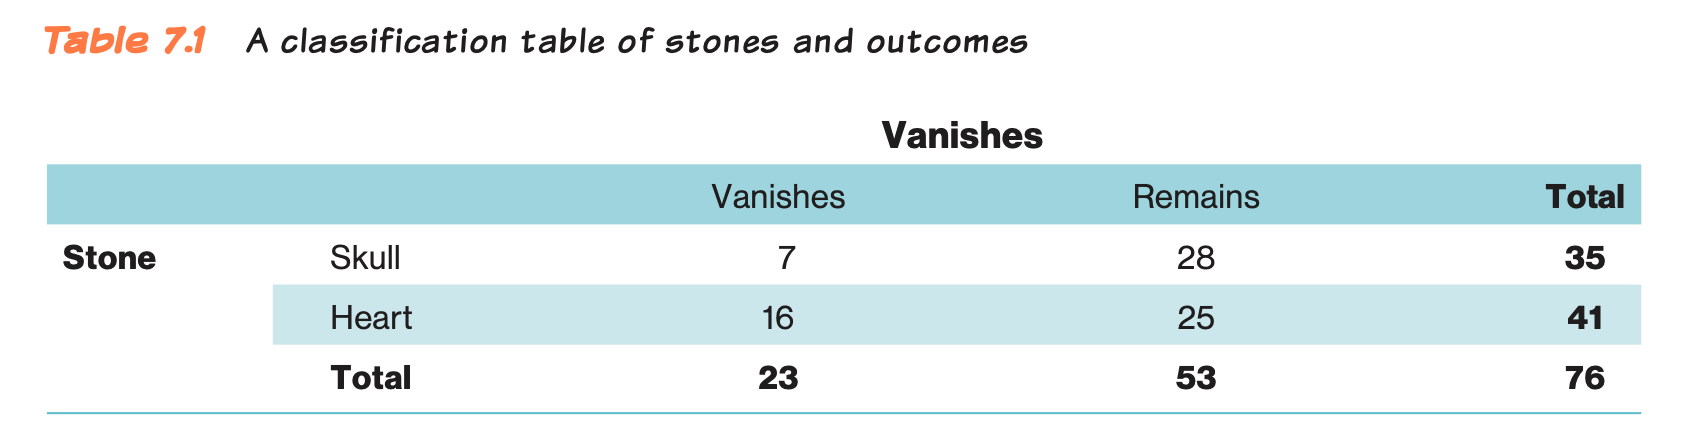 Table 7.1 A classification table of stones and outcomes
Vanishes
Vanishes Remains Total
Stone Skull 7 28 35
Heart 16 25 41
Total 23 53 76